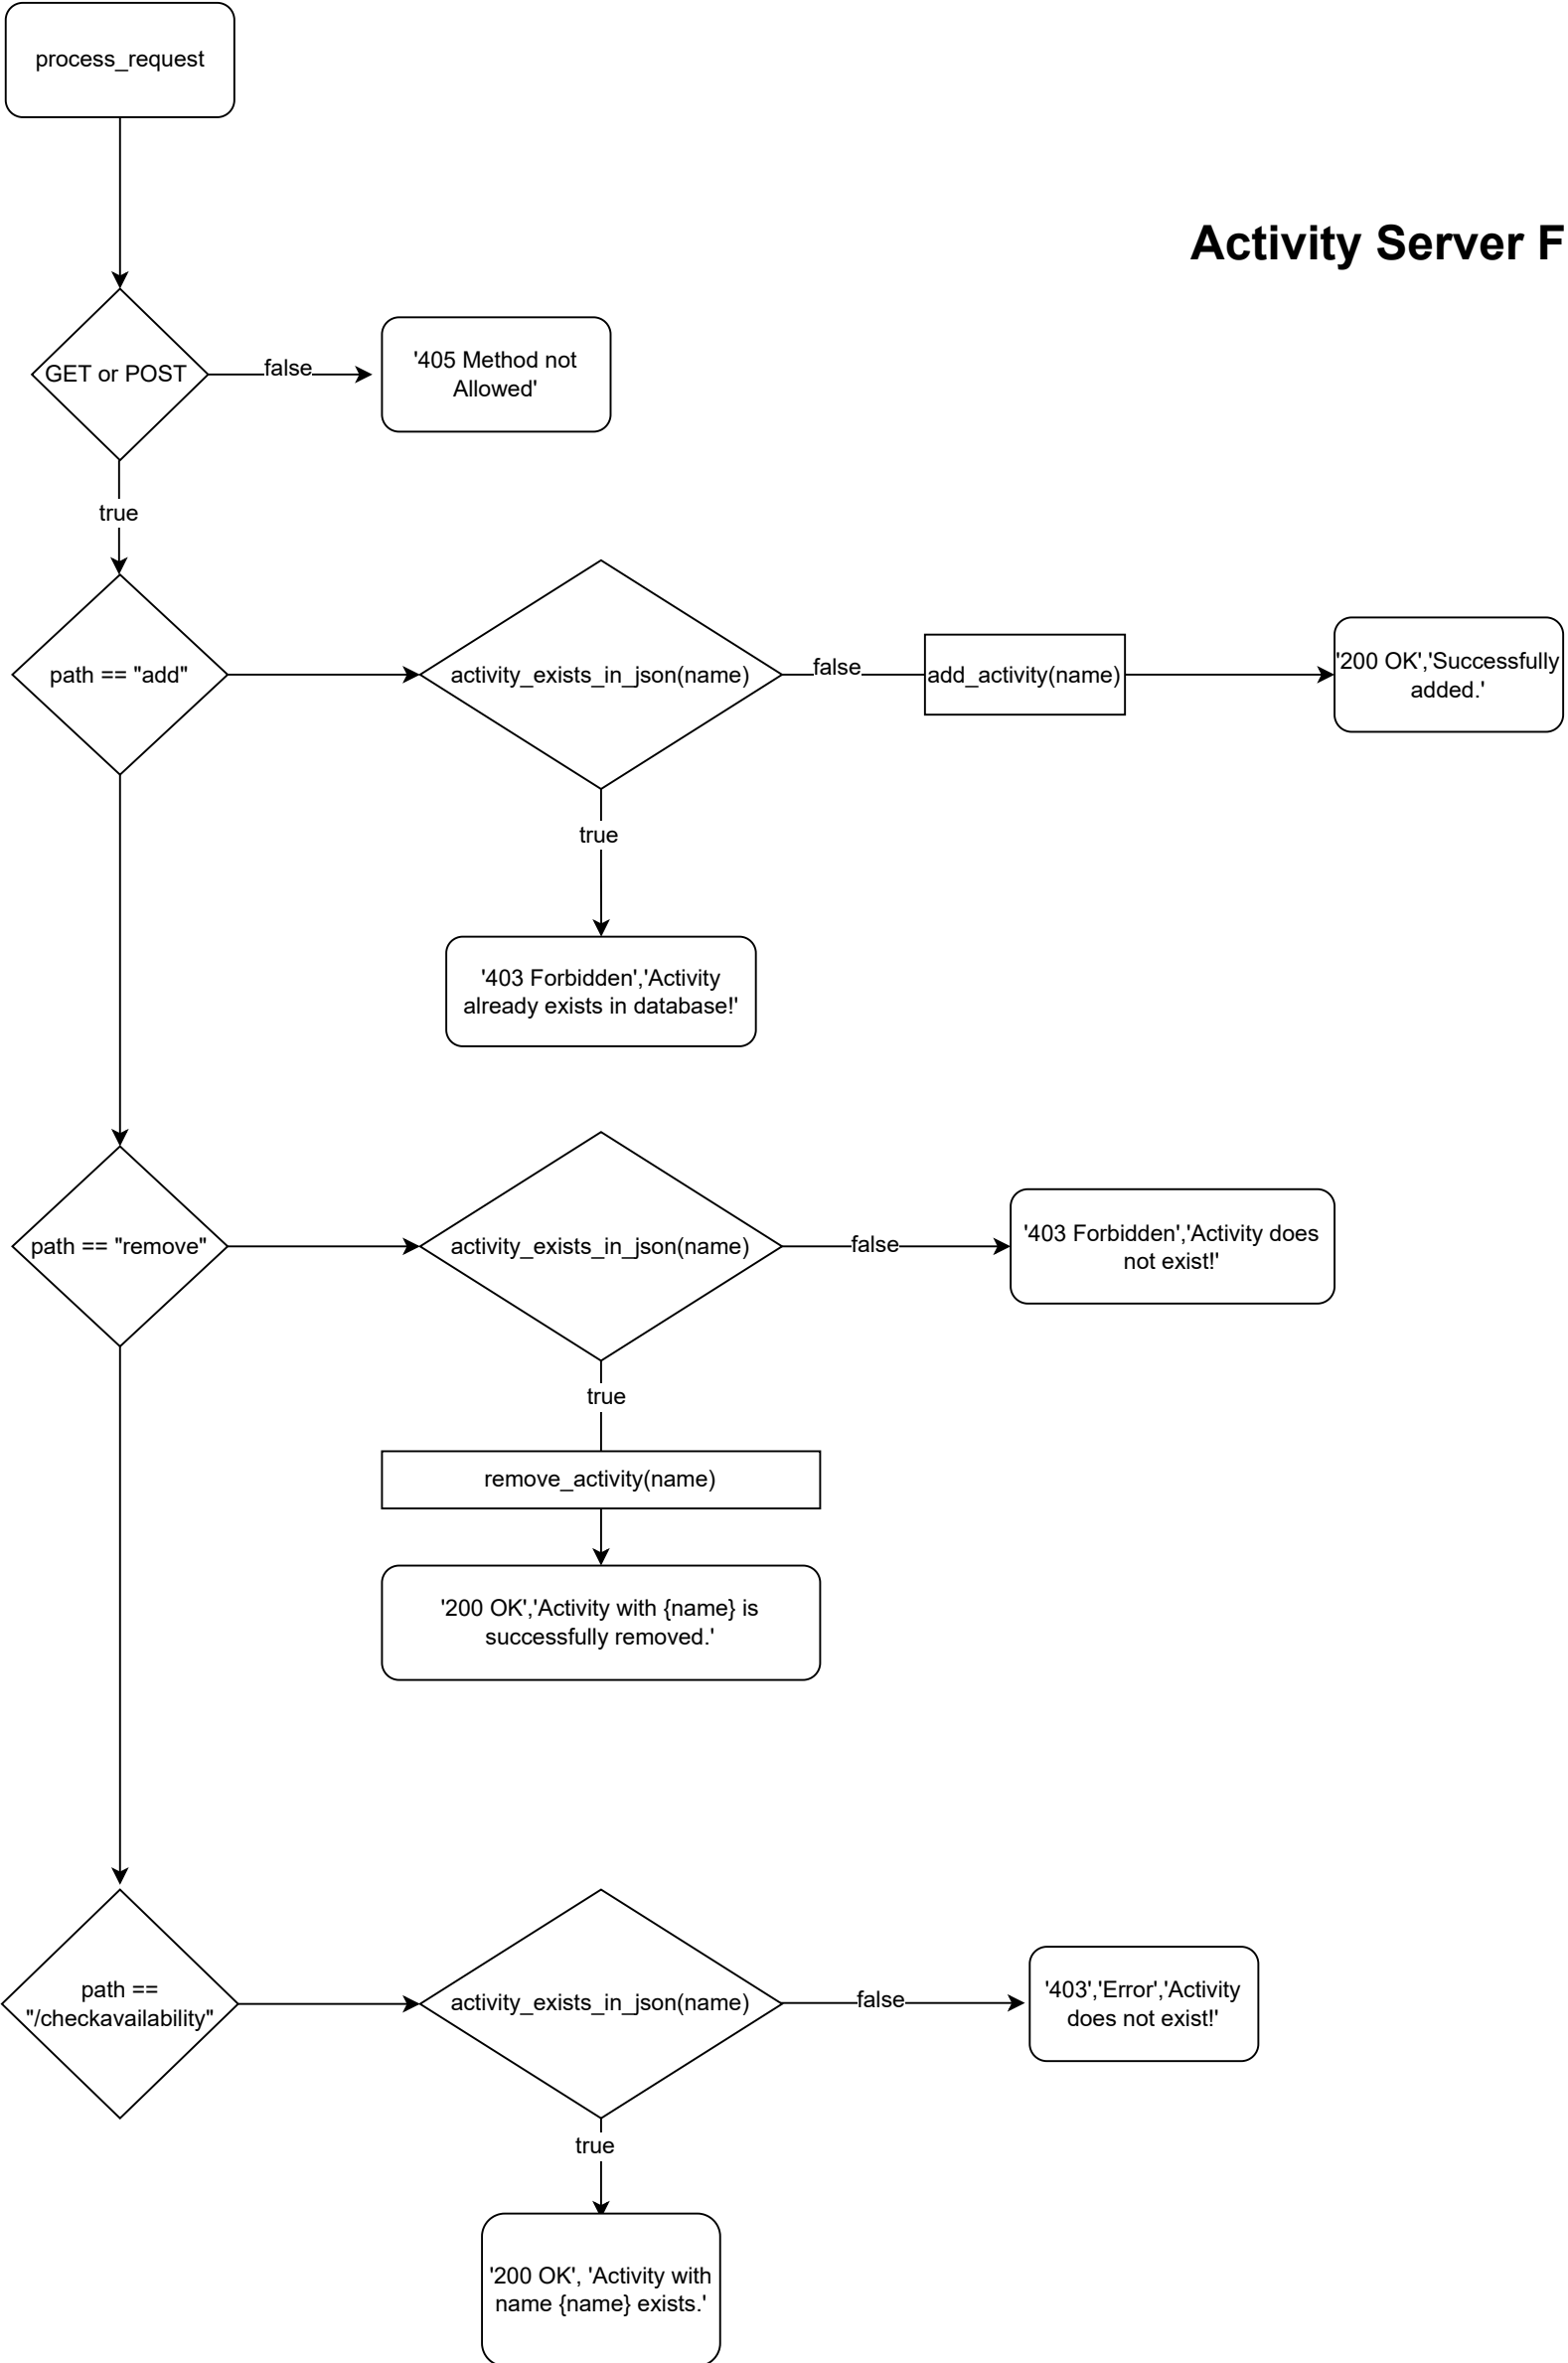 process_request
Activity Server F
GET or POST
false
'405 Method not
Allowed'
true
path == "add"
activity_exists_in_json(name)
false
add_activity(name)
'200 OK','Successfully
added.'
true
'403 Forbidden','Activity
already exists in database!'
path == "remove"
activity_exists_in_json(name)
false
'403 Forbidden','Activity does
not exist!'
true
remove_activity(name)
'200 OK','Activity with {name} is
successfully removed.'
path ==
"/checkavailability"
activity_exists_in_json(name)
false
'403','Error','Activity
does not exist!'
true
'200 OK', 'Activity with
name {name} exists.'